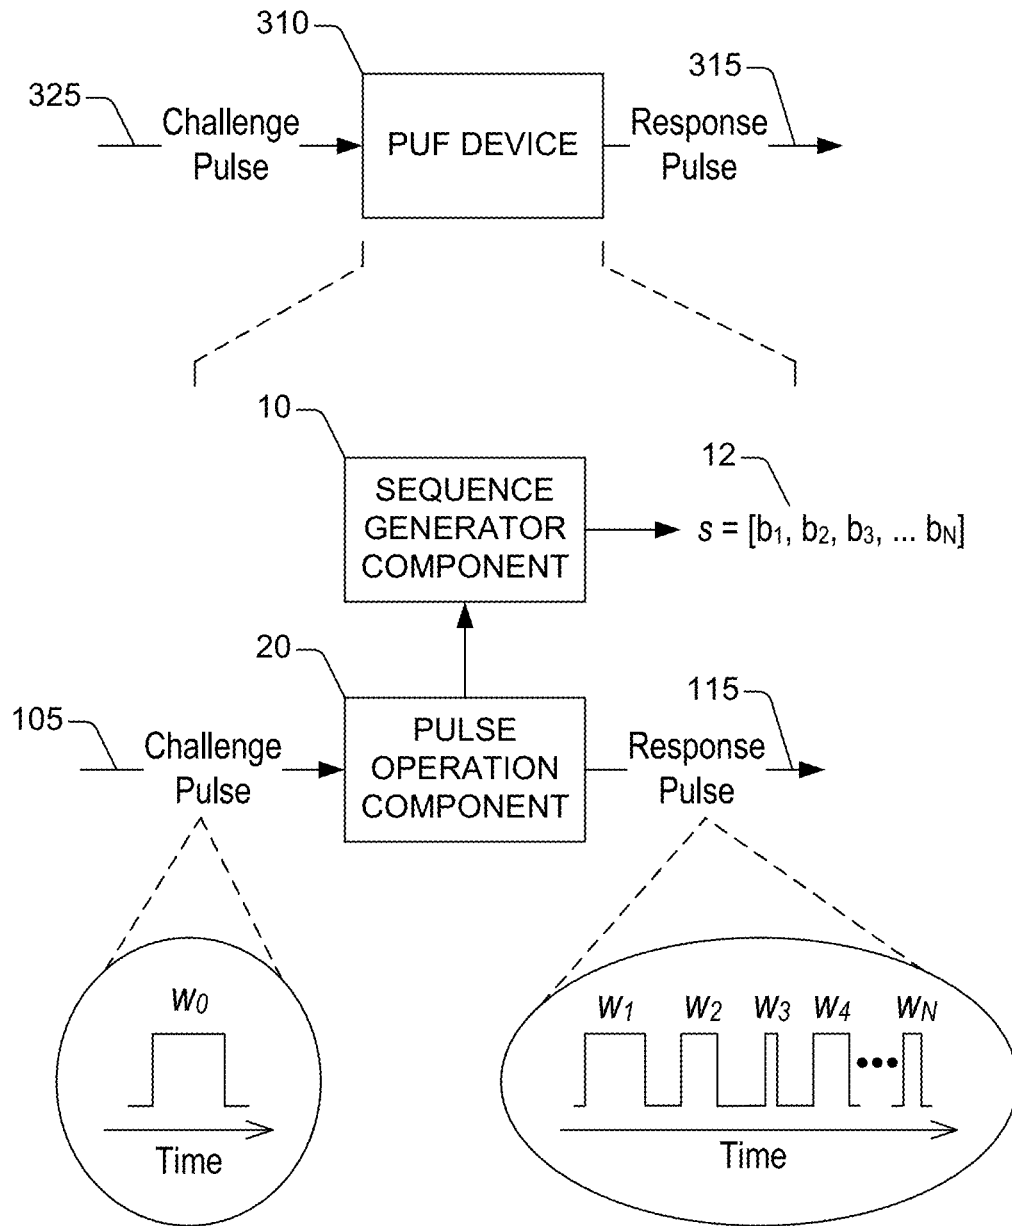 310
325
Challenge
Pulse
PUF DEVICE
Response
Pulse
315
10
SEQUENCE
GENERATOR
COMPONENT
12
s = [b1, b2, b3, ... bN]
20
105
Challenge
Pulse
PULSE
OPERATION
COMPONENT
Response
Pulse
115
w0
Time
w1 w2 w3 w4 ••• wN
Time